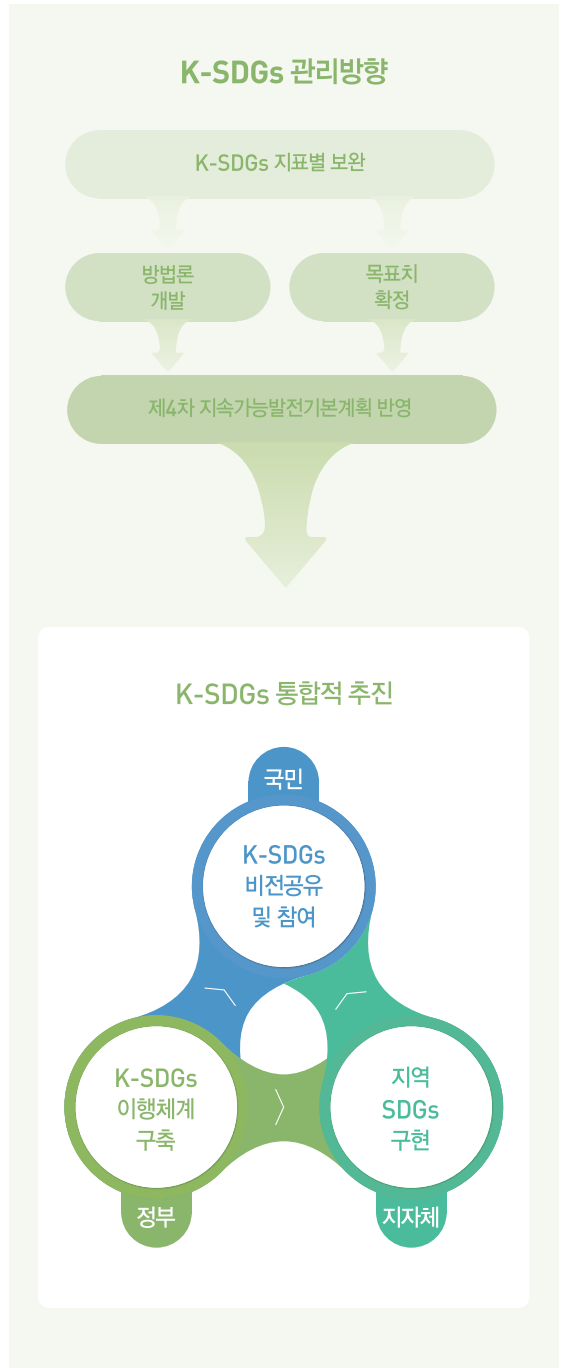 K-SDGs 관리방향
K-SDGs 지표별 보완
방법론
개발
목표치
확정
제4차 지속가능발전기본계획 반영
K-SDGs 통합적 추진
국민
K-SDGs
비전공유
및 참여
K-SDGs
이행체계
구축
정부
지역
SDGs
구현
지자체